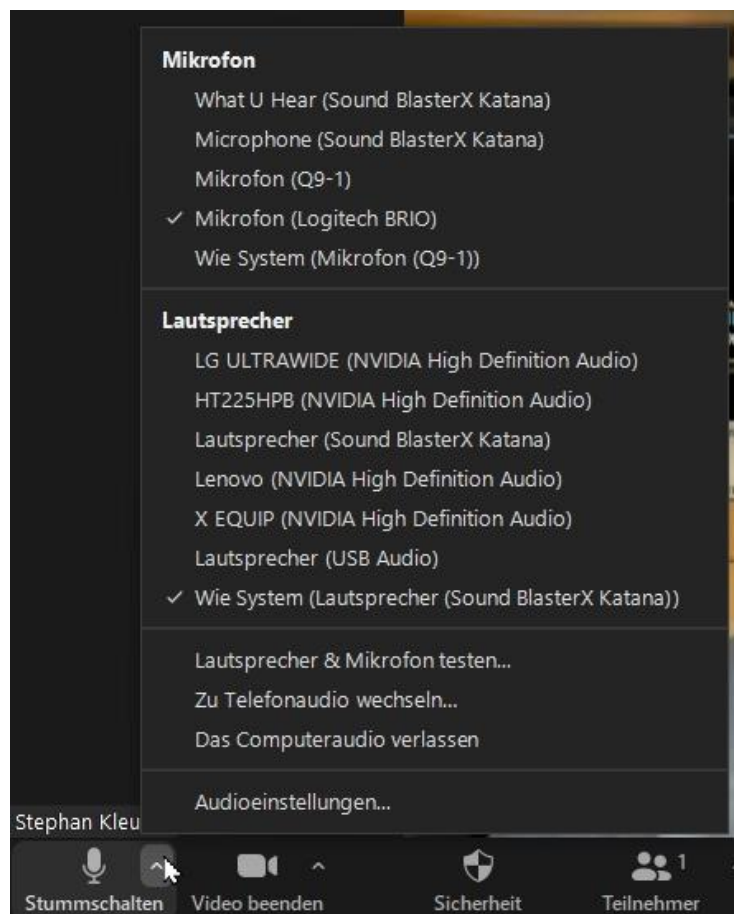 Mikrofon
What U Hear (Sound BlasterX Katana)
Microphone (Sound BlasterX Katana)
Mikrofon (Q9-1)
Mikrofon (Logitech BRIO)
Wie System (Mikrofon (Q9-1))
Lautsprecher
LG ULTRAWIDE (NVIDIA High Definition Audio)
HT225HPB (NVIDIA High Definition Audio)
Lautsprecher (Sound BlasterX Katana)
Lenovo (NVIDIA High Definition Audio)
X EQUIP (NVIDIA High Definition Audio)
Lautsprecher (USB Audio)
Wie System (Lautsprecher (Sound BlasterX Katana))
Lautsprecher & Mikrofon testen...
Zu Telefonaudio wechseln...
Das Computeraudio verlassen
Audioeinstellungen...
Stephan Kleu
1
Stummschalten Video beenden Sicherheit Teilnehmer